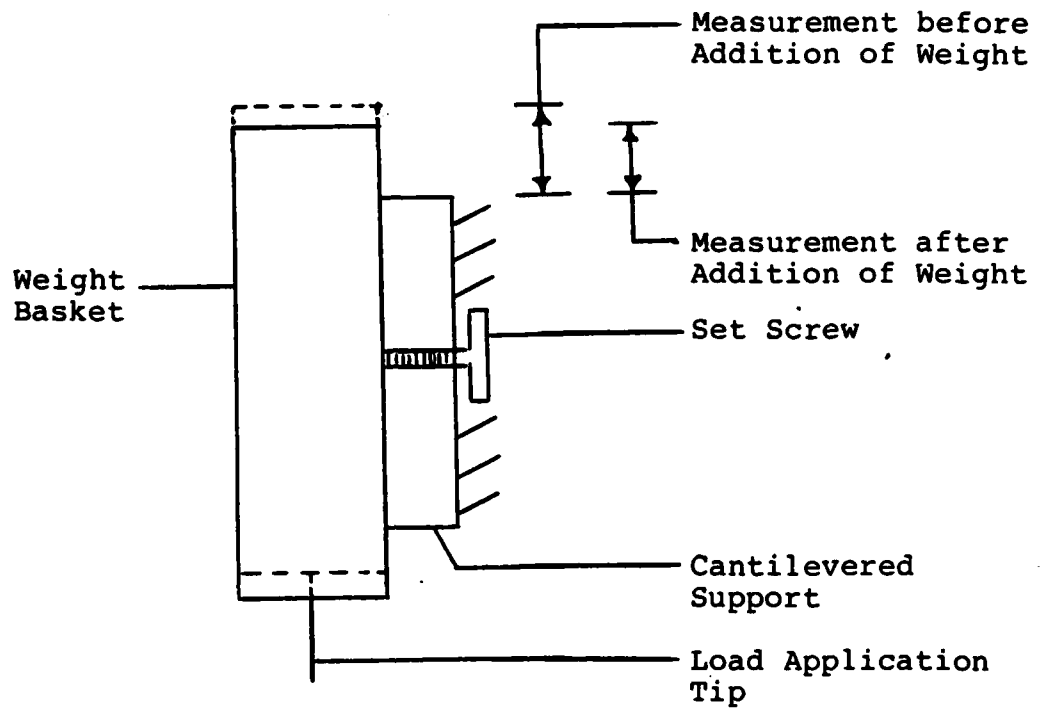 Measurement before
Addition of Weight
Measurement after
Addition of Weight
Weight
Basket
Set Screw
Cantilevered
Support
Load Application
Tip